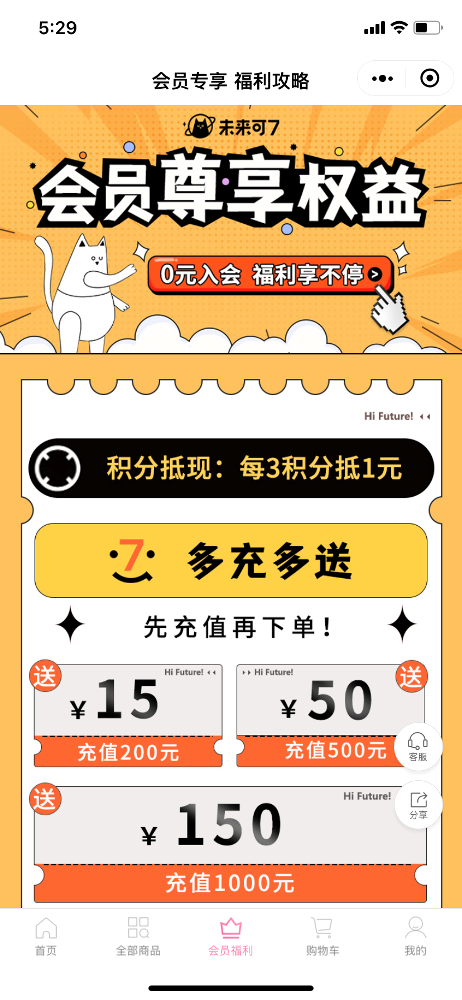 5:29
会员专享 福利攻略
未来可7
会员尊享权益
0元入会 福利享不停
Hi Future!
积分抵现：每3积分抵1元
7 多充多送
先充值再下单！
送
Hi Future!
¥15
充值200元
Hi Future!
送
¥50
充值500元
客服
送
Hi Future!
¥150
充值1000元
分享
首页
全部商品
会员福利
购物车
我的